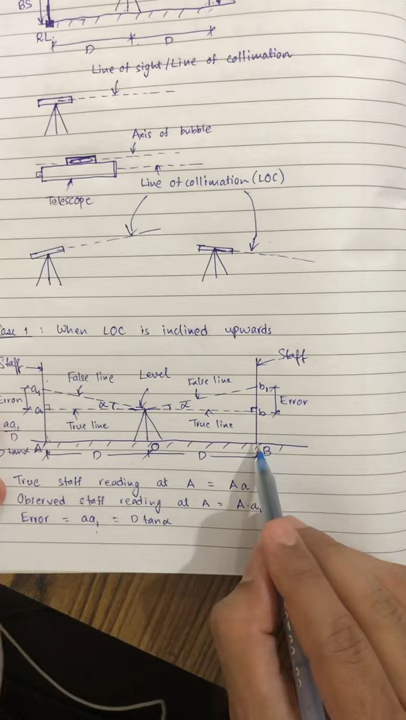 BS
RL
D D
Line of sight/Line of collimation
Axis of bubble
Line of collimation (LOC)
Telescope
Case 1 : When LOC is inclined upwards
Staff Staff
False line Level False line
a₁ b₁
Error α α Error
a b
aa₁ True line True line
D
D tanα A O B
D D
True staff reading at A = Aa
Observed staff reading at A = Aa₁
Error = aa₁ = D tanα